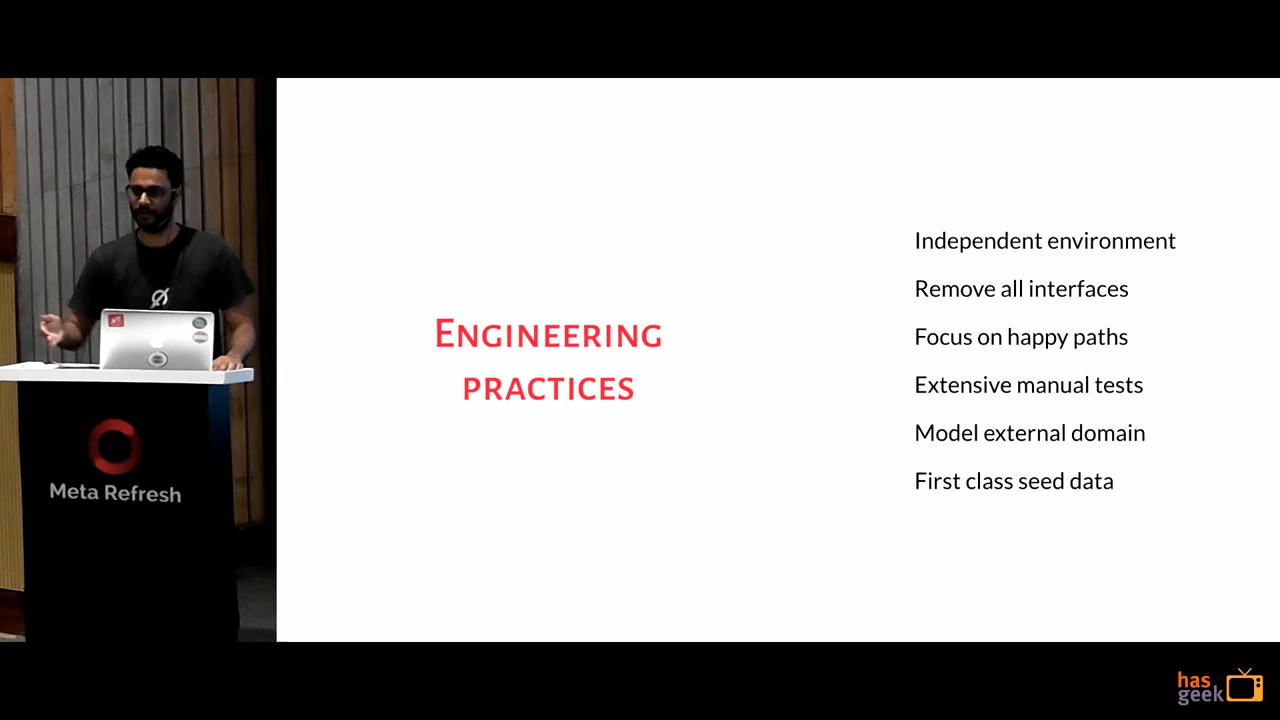 Engineering
practices
Independent environment
Remove all interfaces
Focus on happy paths
Extensive manual tests
Model external domain
First class seed data
Meta Refresh
has
geek